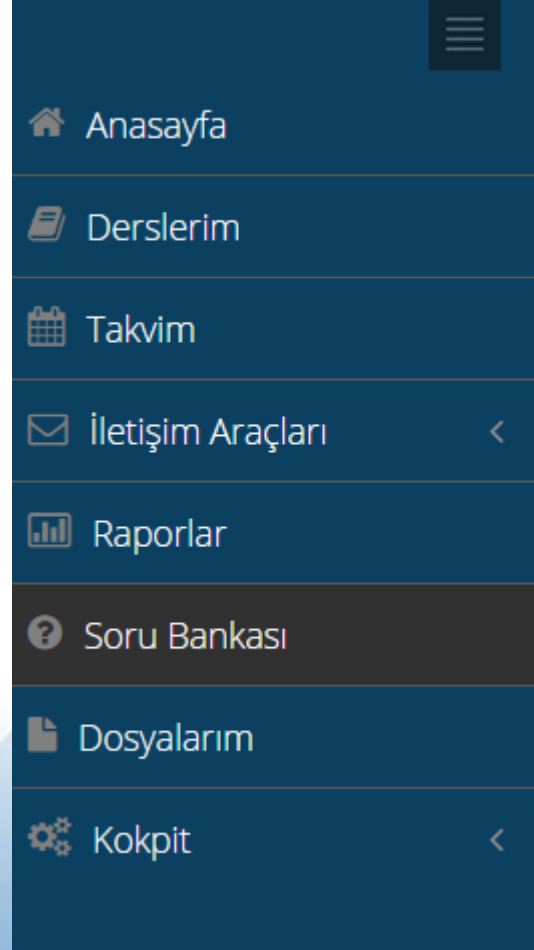 Anasayfa
Derslerim
Takvim
İletişim Araçları
Raporlar
Soru Bankası
Dosyalarım
Kokpit